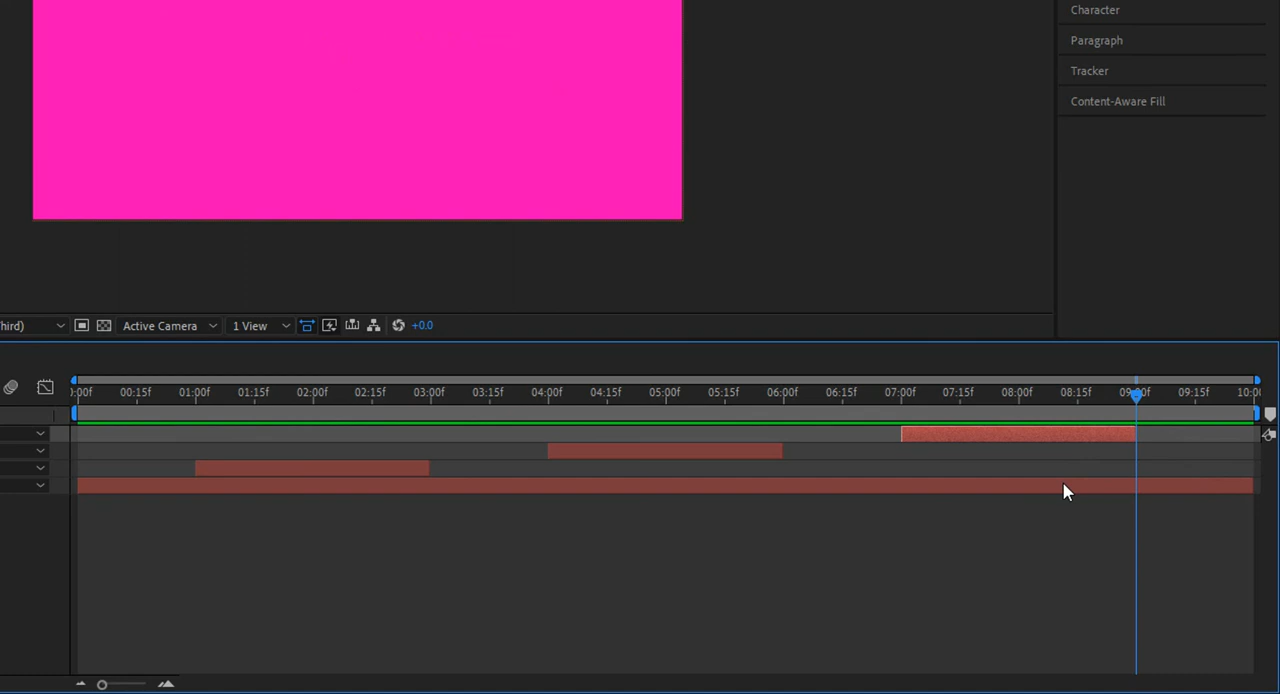 Character
Paragraph
Tracker
Content-Aware Fill
hird) Active Camera 1 View +0.0
:00f 00:15f 01:00f 01:15f 02:00f 02:15f 03:00f 03:15f 04:00f 04:15f 05:00f 05:15f 06:00f 06:15f 07:00f 07:15f 08:00f 08:15f 09:00f 09:15f 10:00